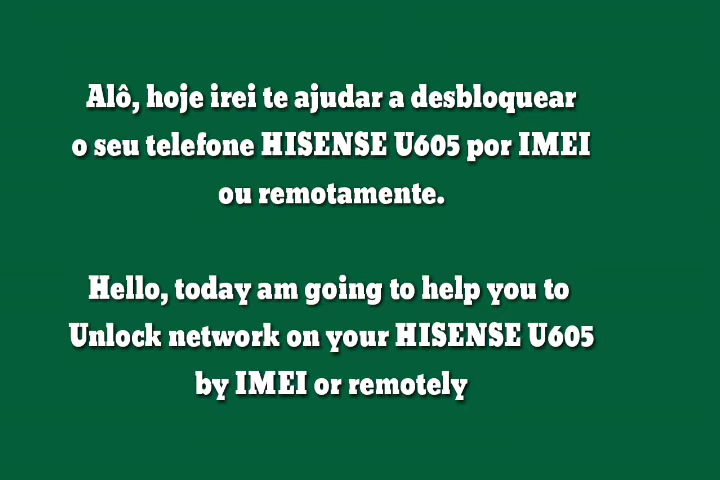 Alô, hoje irei te ajudar a desbloquear
o seu telefone HISENSE U605 por IMEI
ou remotamente.
Hello, today am going to help you to
Unlock network on your HISENSE U605
by IMEI or remotely